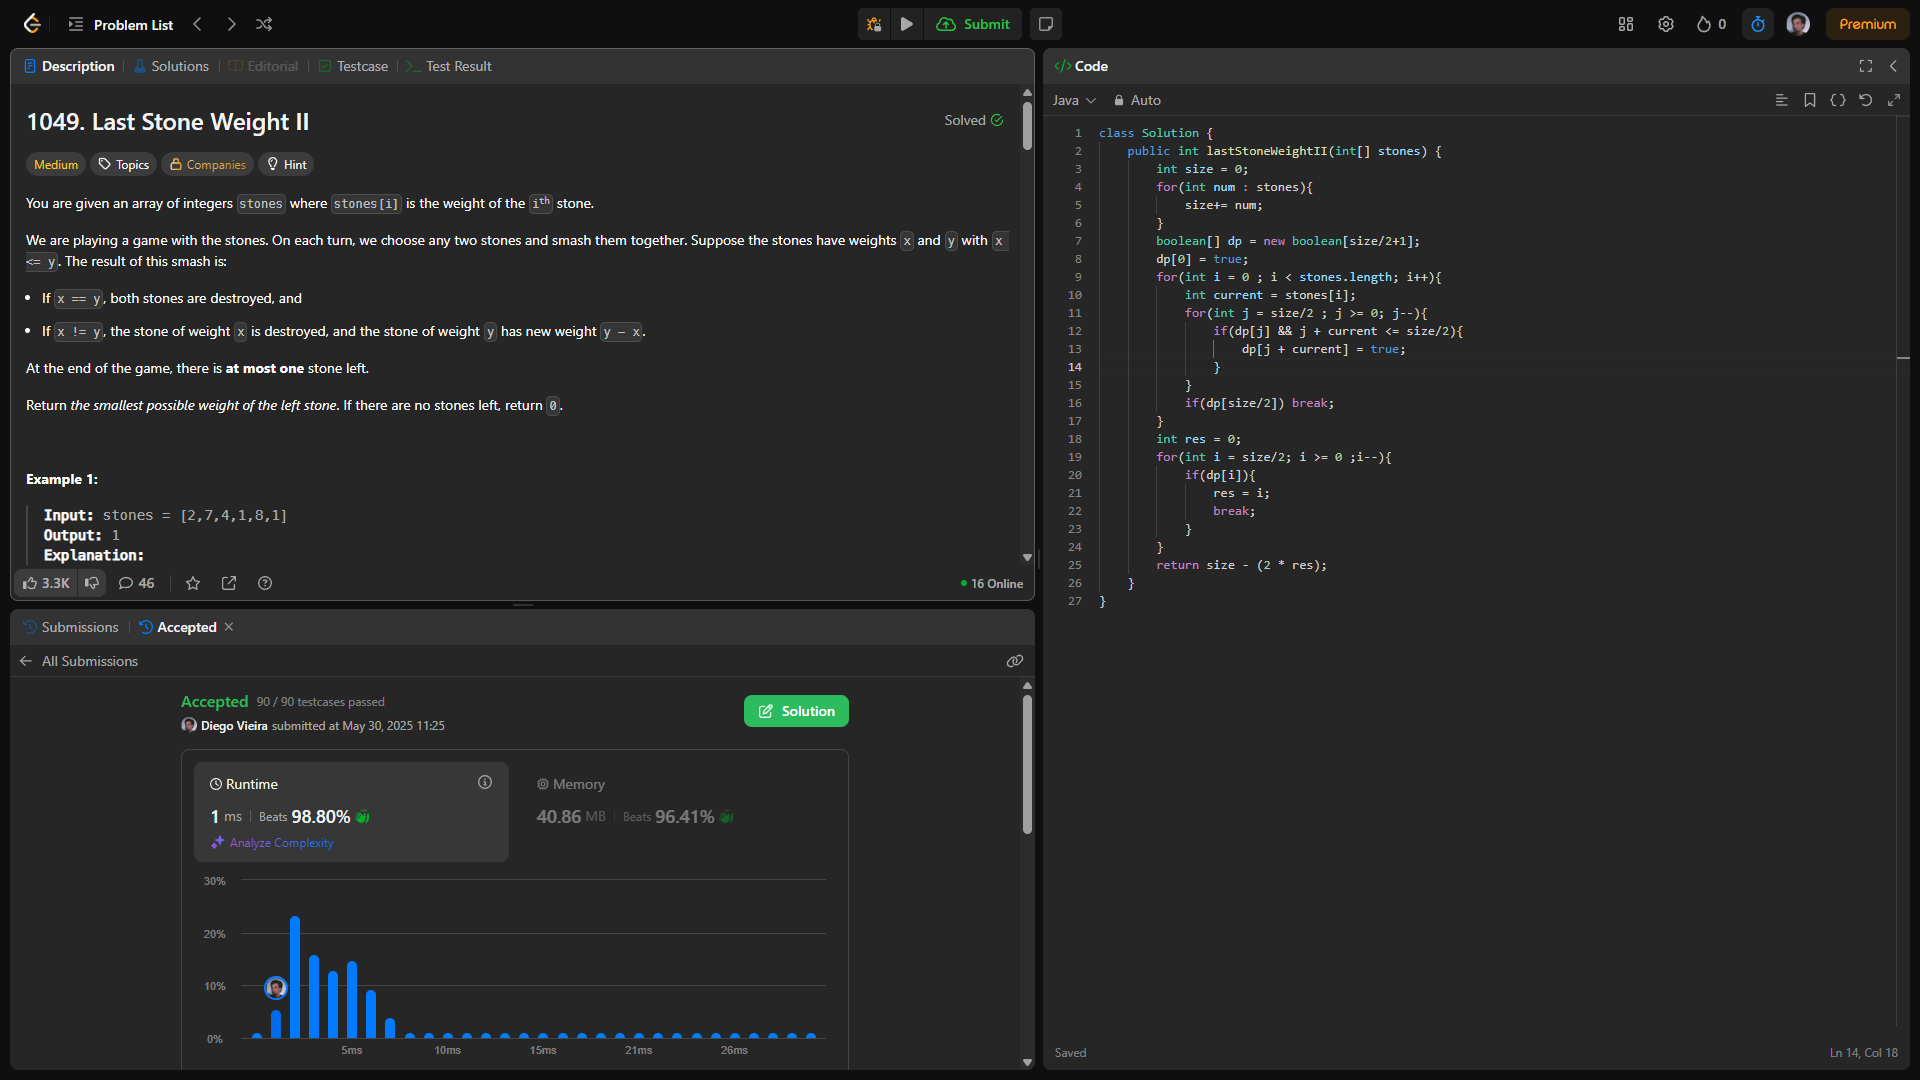 Problem List
Submit
0
Premium
Description
Solutions
Editorial
Testcase
Test Result
1049. Last Stone Weight II
Solved
Medium
Topics
Companies
Hint
You are given an array of integers stones where stones[i] is the weight of the ith stone.
We are playing a game with the stones. On each turn, we choose any two stones and smash them together. Suppose the stones have weights x and y with x
<= y. The result of this smash is:
If x == y, both stones are destroyed, and
If x != y, the stone of weight x is destroyed, and the stone of weight y has new weight y - x.
At the end of the game, there is at most one stone left.
Return the smallest possible weight of the left stone. If there are no stones left, return 0.
Example 1:
Input: stones = [2,7,4,1,8,1]
Output: 1
Explanation:
3.3K
46
16 Online
Submissions
Accepted
All Submissions
Accepted 90 / 90 testcases passed
Diego Vieira submitted at May 30, 2025 11:25
Solution
Runtime
1 ms Beats 98.80%
Analyze Complexity
Memory
40.86 MB Beats 96.41%
30%
20%
10%
0%
5ms 10ms 15ms 21ms 26ms
Code
Java
Auto
1 class Solution {
2 public int lastStoneWeightII(int[] stones) {
3 int size = 0;
4 for(int num : stones){
5 size+= num;
6 }
7 boolean[] dp = new boolean[size/2+1];
8 dp[0] = true;
9 for(int i = 0 ; i < stones.length; i++){
10 int current = stones[i];
11 for(int j = size/2 ; j >= 0; j--){
12 if(dp[j] && j + current <= size/2){
13 dp[j + current] = true;
14 }
15 }
16 if(dp[size/2]) break;
17 }
18 int res = 0;
19 for(int i = size/2; i >= 0 ;i--){
20 if(dp[i]){
21 res = i;
22 break;
23 }
24 }
25 return size - (2 * res);
26 }
27 }
Saved
Ln 14, Col 18